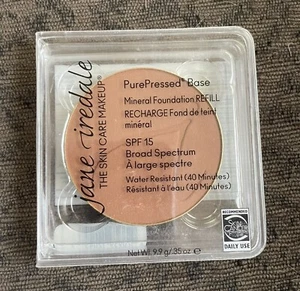 jane iredale
THE SKIN CARE MAKEUP®
PurePressed® Base
Mineral Foundation REFILL
RECHARGE Fond de teint
minéral
SPF 15
Broad Spectrum
À large spectre
Water Resistant (40 Minutes)
Résistant à l'eau (40 Minutes)
Net Wt. 9.9 g/.35 oz ℮
RECOMMENDED
DAILY USE